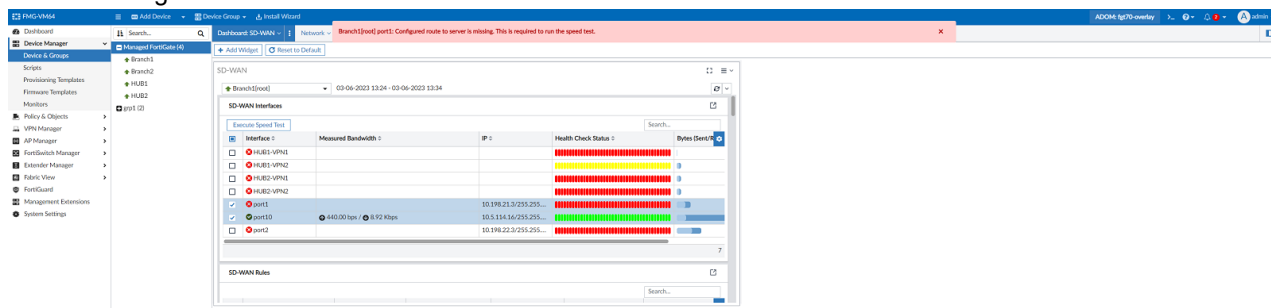 FMG-VM64
Add Device
Device Group
Install Wizard
ADOM: fgt70-overlay
2
A
admin
Branch1[root] port1: Configured route to server is missing. This is required to run the speed test.
Dashboard
Device Manager
Device & Groups
Scripts
Provisioning Templates
Firmware Templates
Monitors
Policy & Objects
VPN Manager
AP Manager
FortiSwitch Manager
Extender Manager
Fabric View
FortiGuard
Management Extensions
System Settings
Search...
Managed FortiGate (4)
Branch1
Branch2
HUB1
HUB2
grp1 (2)
Dashboard: SD-WAN
Network
+ Add Widget
Reset to Default
SD-WAN
Branch1[root]
03-06-2023 13:24 - 03-06-2023 13:34
SD-WAN Interfaces
Execute Speed Test
Search...
Interface
Measured Bandwidth
IP
Health Check Status
Bytes (Sent/R
HUB1-VPN1
HUB1-VPN2
HUB2-VPN1
HUB2-VPN2
port1 10.198.21.3/255.255....
port10 440.00 bps / 8.92 Kbps 10.5.114.16/255.255....
port2 10.198.22.3/255.255....
7
SD-WAN Rules
Search...